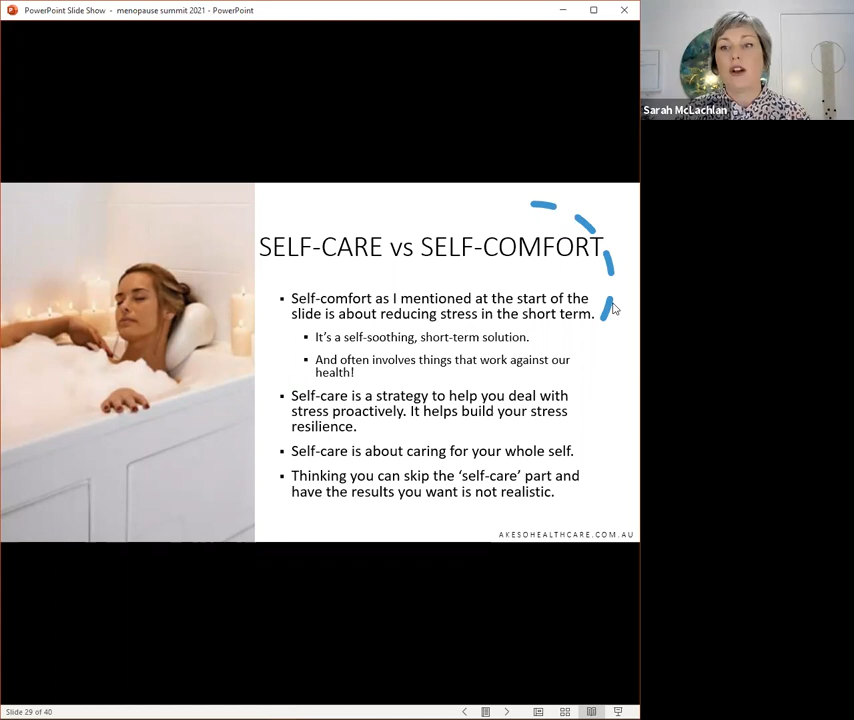 PowerPoint Slide Show - menopause summit 2021 - PowerPoint
Sarah McLachlan
SELF-CARE vs SELF-COMFORT
▪ Self-comfort as I mentioned at the start of the
slide is about reducing stress in the short term.
▪ It's a self-soothing, short-term solution.
▪ And often involves things that work against our
health!
▪ Self-care is a strategy to help you deal with
stress proactively. It helps build your stress
resilience.
▪ Self-care is about caring for your whole self.
▪ Thinking you can skip the ‘self-care’ part and
have the results you want is not realistic.
AKESOHEALTHCARE.COM.AU
Slide 29 of 40